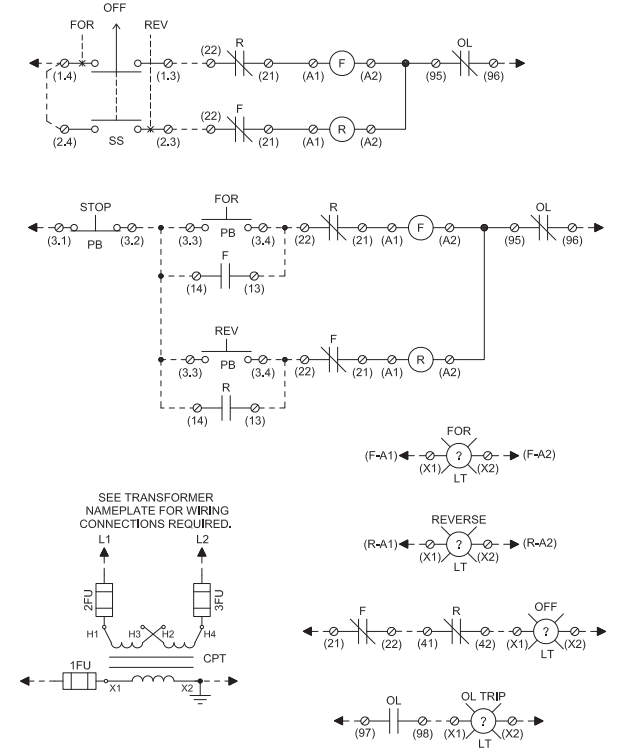 OFF
FOR REV
(22) R OL
(1.4) (1.3) (21) (A1) F (A2) (95) (96)
(22) F
(2.4) SS (2.3) (21) (A1) R (A2)
STOP FOR R OL
(3.1) PB (3.2) (3.3) PB (3.4) (22) (21) (A1) F (A2) (95) (96)
F
(14) (13)
REV F
(3.3) PB (3.4) (22) (21) (A1) R (A2)
R
(14) (13)
FOR
(F-A1) (X1) ? (X2) (F-A2)
LT
REVERSE
(R-A1) (X1) ? (X2) (R-A2)
LT
SEE TRANSFORMER
NAMEPLATE FOR WIRING
CONNECTIONS REQUIRED.
L1 L2
2FU 3FU
H1 H3 H2 H4
CPT
1FU
X1 X2
F R OFF
(21) (22) (41) (42) (X1) ? (X2)
LT
OL OL TRIP
(97) (98) (X1) ? (X2)
LT